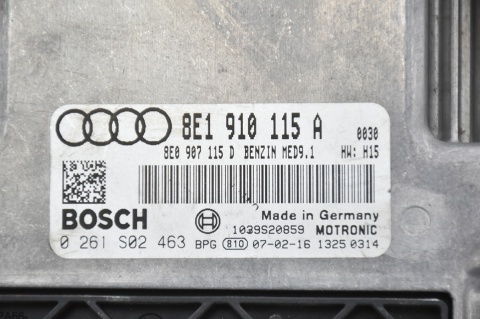 8E1 910 115 A 0030
8E0 907 115 D BENZIN MED9.1 HW: H15
BOSCH
Made in Germany
1039S20859 MOTRONIC
0 261 S02 463 BPG 810 07-02-16 1325 0314